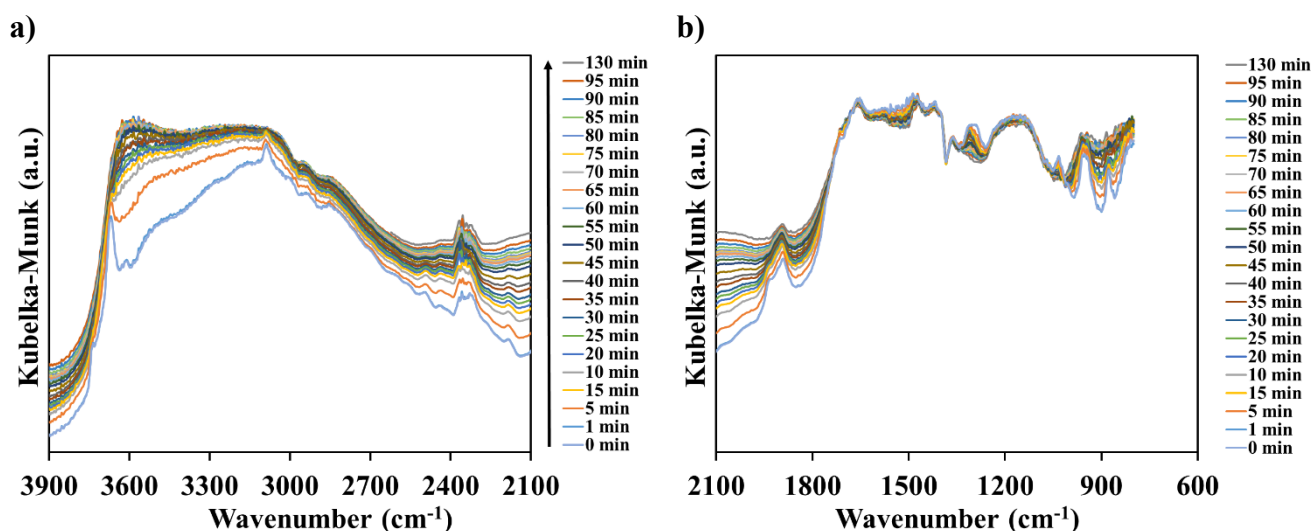 a)
Kubelka-Munk (a.u.)
3900 3600 3300 3000 2700 2400 2100
Wavenumber (cm-1)
130 min
95 min
90 min
85 min
80 min
75 min
70 min
65 min
60 min
55 min
50 min
45 min
40 min
35 min
30 min
25 min
20 min
10 min
15 min
5 min
1 min
0 min
b)
Kubelka-Munk (a.u.)
2100 1800 1500 1200 900 600
Wavenumber (cm-1)
130 min
95 min
90 min
85 min
80 min
75 min
70 min
65 min
60 min
55 min
50 min
45 min
40 min
35 min
30 min
25 min
20 min
10 min
15 min
5 min
1 min
0 min